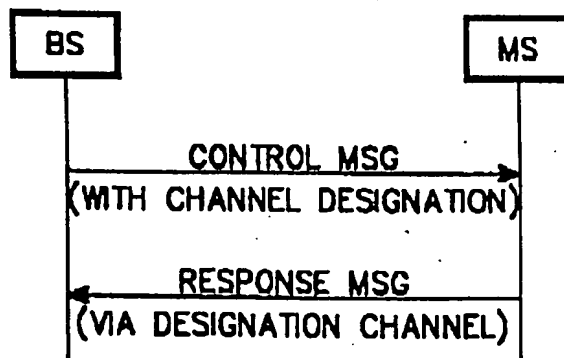 BS
MS
CONTROL MSG
(WITH CHANNEL DESIGNATION)
RESPONSE MSG
(VIA DESIGNATION CHANNEL)